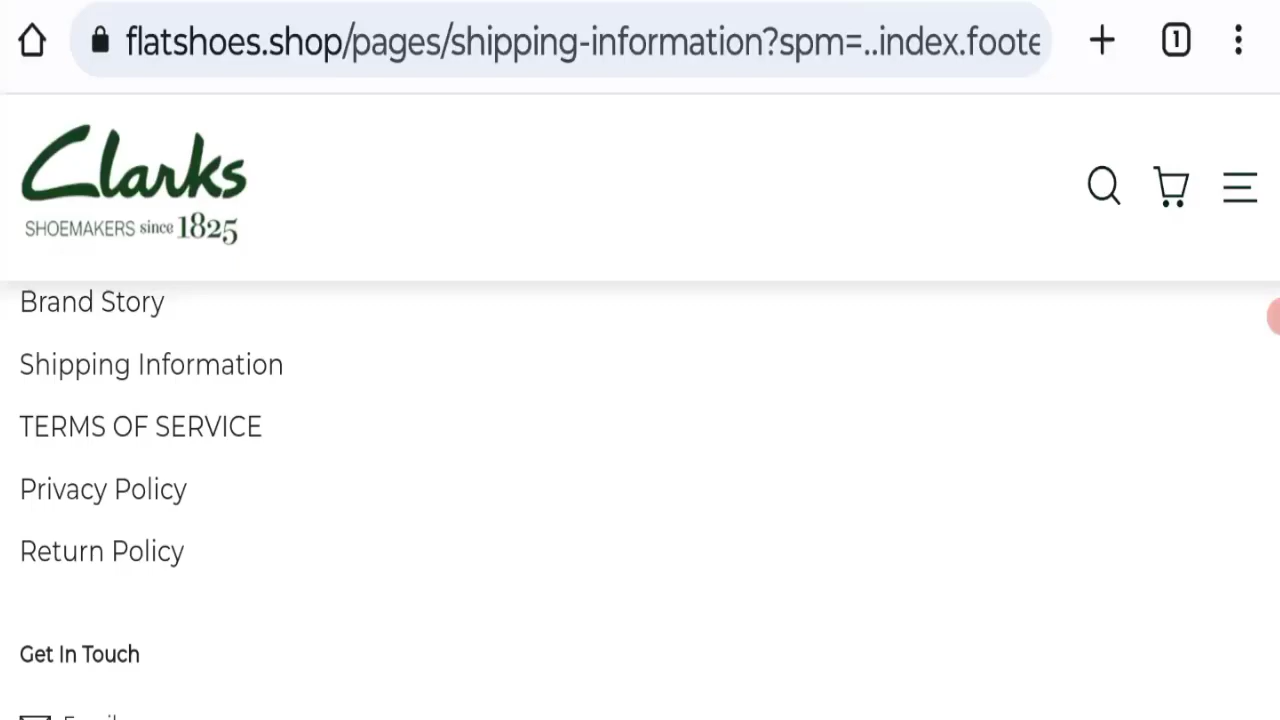 flatshoes.shop/pages/shipping-information?spm=..index.foote
1
Clarks
SHOEMAKERS since 1825
Brand Story
Shipping Information
TERMS OF SERVICE
Privacy Policy
Return Policy
Get In Touch